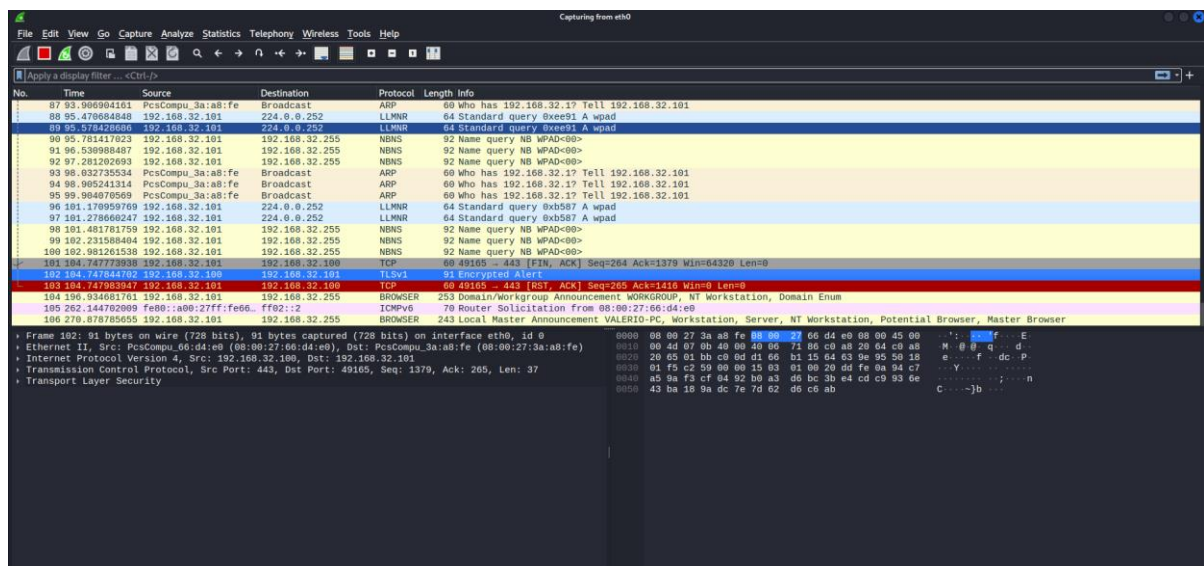 Capturing from eth0
File Edit View Go Capture Analyze Statistics Telephony Wireless Tools Help
Apply a display filter ... <Ctrl-/>
No. Time Source Destination Protocol Length Info
87 93.906904161 PcsCompu_3a:a8:fe Broadcast ARP 60 Who has 192.168.32.1? Tell 192.168.32.101
88 95.470684848 192.168.32.101 224.0.0.252 LLMNR 64 Standard query 0xee91 A wpad
89 95.578428686 192.168.32.101 224.0.0.252 LLMNR 64 Standard query 0xee91 A wpad
90 95.781417023 192.168.32.101 192.168.32.255 NBNS 92 Name query NB WPAD<00>
91 96.530988487 192.168.32.101 192.168.32.255 NBNS 92 Name query NB WPAD<00>
92 97.281202693 192.168.32.101 192.168.32.255 NBNS 92 Name query NB WPAD<00>
93 98.032735534 PcsCompu_3a:a8:fe Broadcast ARP 60 Who has 192.168.32.1? Tell 192.168.32.101
94 98.905241314 PcsCompu_3a:a8:fe Broadcast ARP 60 Who has 192.168.32.1? Tell 192.168.32.101
95 99.904070569 PcsCompu_3a:a8:fe Broadcast ARP 60 Who has 192.168.32.1? Tell 192.168.32.101
96 101.170959769 192.168.32.101 224.0.0.252 LLMNR 64 Standard query 0xb587 A wpad
97 101.278660247 192.168.32.101 224.0.0.252 LLMNR 64 Standard query 0xb587 A wpad
98 101.481781759 192.168.32.101 192.168.32.255 NBNS 92 Name query NB WPAD<00>
99 102.231588404 192.168.32.101 192.168.32.255 NBNS 92 Name query NB WPAD<00>
100 102.981261538 192.168.32.101 192.168.32.255 NBNS 92 Name query NB WPAD<00>
101 104.747773938 192.168.32.101 192.168.32.100 TCP 60 49165 → 443 [FIN, ACK] Seq=264 Ack=1379 Win=64320 Len=0
102 104.747844702 192.168.32.100 192.168.32.101 TLSv1 91 Encrypted Alert
103 104.747983947 192.168.32.101 192.168.32.100 TCP 60 49165 → 443 [RST, ACK] Seq=265 Ack=1416 Win=0 Len=0
104 196.934681761 192.168.32.101 192.168.32.255 BROWSER 253 Domain/Workgroup Announcement WORKGROUP, NT Workstation, Domain Enum
105 262.144702009 fe80::a00:27ff:fe66… ff02::2 ICMPv6 70 Router Solicitation from 08:00:27:66:d4:e0
106 270.878785655 192.168.32.101 192.168.32.255 BROWSER 243 Local Master Announcement VALERIO-PC, Workstation, Server, NT Workstation, Potential Browser, Master Browser
Frame 102: 91 bytes on wire (728 bits), 91 bytes captured (728 bits) on interface eth0, id 0
Ethernet II, Src: PcsCompu_66:d4:e0 (08:00:27:66:d4:e0), Dst: PcsCompu_3a:a8:fe (08:00:27:3a:a8:fe)
Internet Protocol Version 4, Src: 192.168.32.100, Dst: 192.168.32.101
Transmission Control Protocol, Src Port: 443, Dst Port: 49165, Seq: 1379, Ack: 265, Len: 37
Transport Layer Security
0000 08 00 27 3a a8 fe 08 00 27 66 d4 e0 08 00 45 00
0010 00 4d 07 0b 40 00 40 06 71 86 c0 a8 20 64 c0 a8
0020 20 65 01 bb c0 0d d1 66 b1 15 64 63 9e 95 50 18
0030 01 f5 c2 59 00 00 15 03 01 00 20 dd fe 0a 94 c7
0040 a5 9a f3 cf 04 92 b0 a3 d6 bc 3b e4 cd c9 93 6e
0050 43 ba 18 9a dc 7e 7d 62 d6 c6 ab